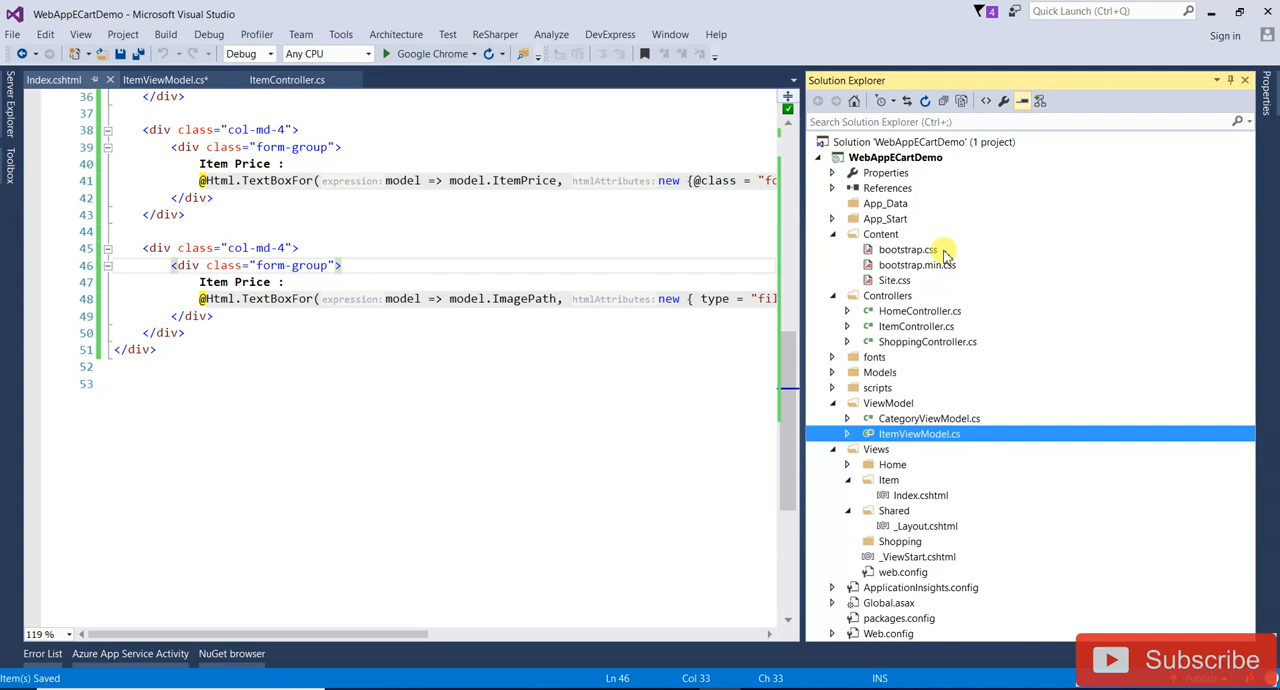 WebAppECartDemo - Microsoft Visual Studio
4
Quick Launch (Ctrl+Q)
File Edit View Project Build Debug Profiler Team Tools Architecture Test ReSharper Analyze DevExpress Window Help
Sign in
Debug Any CPU Google Chrome
Server Explorer
Toolbox
Index.cshtml ItemViewModel.cs* ItemController.cs
36 </div>
37
38 <div class="col-md-4">
39 <div class="form-group">
40 Item Price :
41 @Html.TextBoxFor(expression: model => model.ItemPrice, htmlAttributes: new {@class = "fo
42 </div>
43 </div>
44
45 <div class="col-md-4">
46 <div class="form-group">
47 Item Price :
48 @Html.TextBoxFor(expression: model => model.ImagePath, htmlAttributes: new { type = "fil
49 </div>
50 </div>
51 </div>
52
53
119 %
Solution Explorer
Search Solution Explorer (Ctrl+;)
Solution 'WebAppECartDemo' (1 project)
WebAppECartDemo
Properties
References
App_Data
App_Start
Content
bootstrap.css
bootstrap.min.css
Site.css
Controllers
HomeController.cs
ItemController.cs
ShoppingController.cs
fonts
Models
scripts
ViewModel
CategoryViewModel.cs
ItemViewModel.cs
Views
Home
Item
Index.cshtml
Shared
_Layout.cshtml
Shopping
_ViewStart.cshtml
web.config
ApplicationInsights.config
Global.asax
packages.config
Web.config
Properties
Error List Azure App Service Activity NuGet browser
Subscribe
Item(s) Saved Ln 46 Col 33 Ch 33 INS Publish